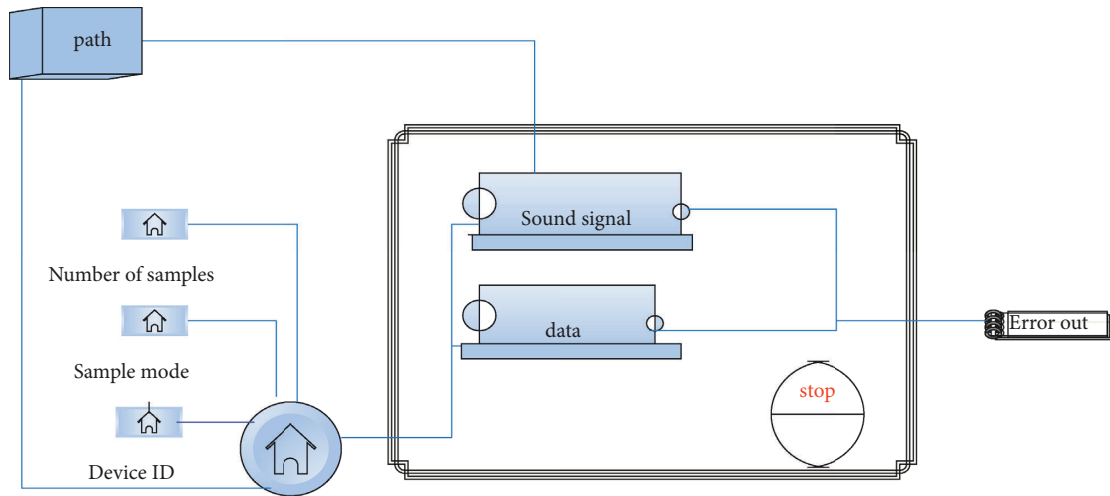 path
Sound signal
Number of samples
data
Error out
Sample mode
stop
Device ID